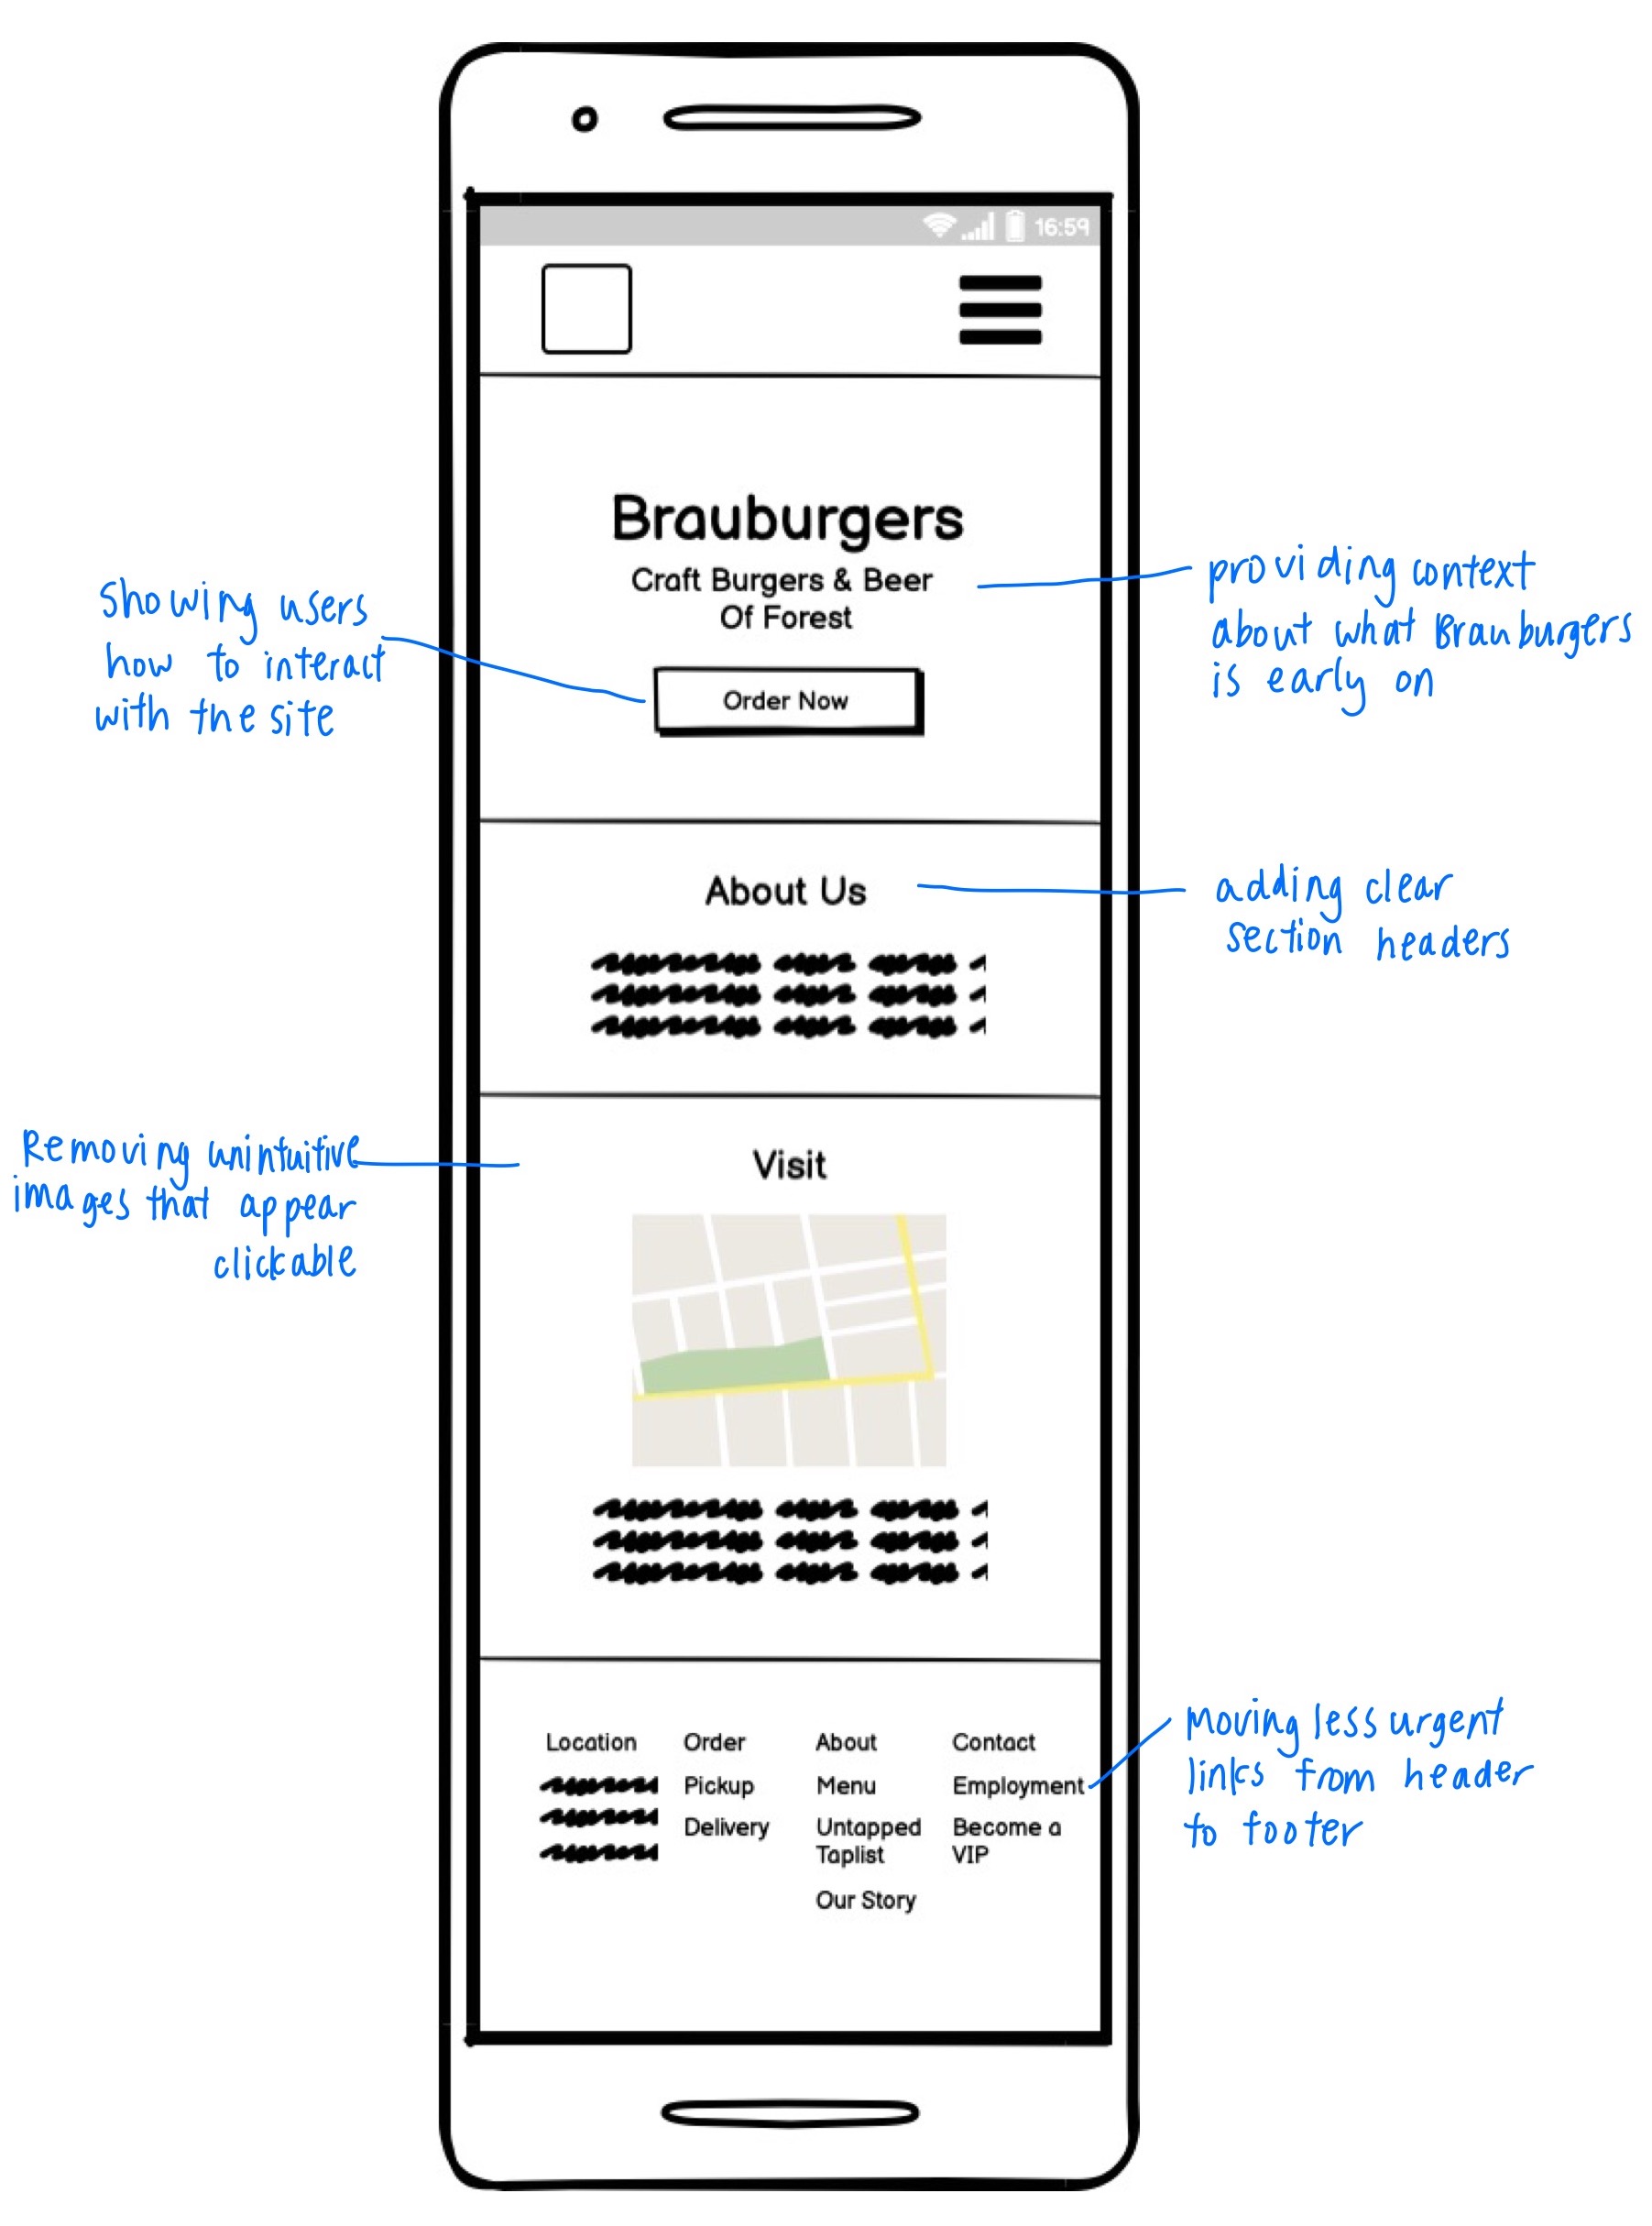 16:59
Brauburgers
Craft Burgers & Beer
Of Forest
Order Now
Showing users
how to interact
with the site
providing context
about what Brauburgers
is early on
About Us
adding clear
section headers
Visit
Removing unintuitive
images that appear
clickable
Location Order About Contact
Pickup Menu Employment
Delivery Untapped Become a
Taplist VIP
Our Story
Moving less urgent
links from header
to footer